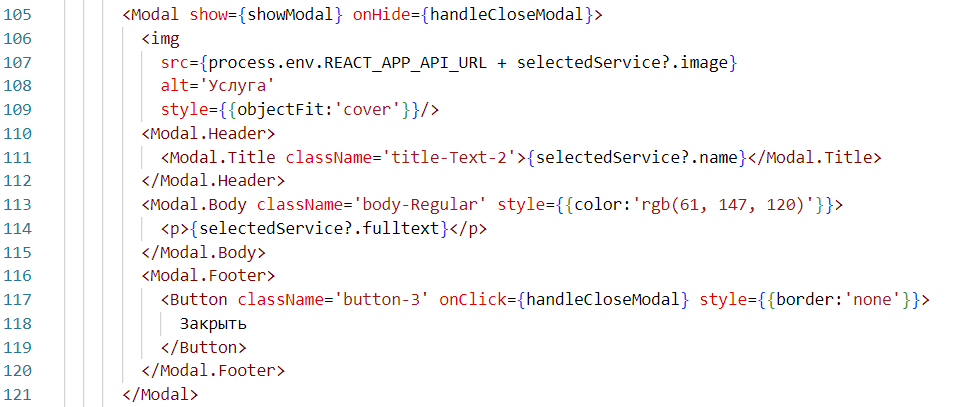 105 <Modal show={showModal} onHide={handleCloseModal}>
106 <img
107 src={process.env.REACT_APP_API_URL + selectedService?.image}
108 alt='Услуга'
109 style={{objectFit:'cover'}}/>
110 <Modal.Header>
111 <Modal.Title className='title-Text-2'>{selectedService?.name}</Modal.Title>
112 </Modal.Header>
113 <Modal.Body className='body-Regular' style={{color:'rgb(61, 147, 120)'}}>
114 <p>{selectedService?.fulltext}</p>
115 </Modal.Body>
116 <Modal.Footer>
117 <Button className='button-3' onClick={handleCloseModal} style={{border:'none'}}>
118 Закрыть
119 </Button>
120 </Modal.Footer>
121 </Modal>